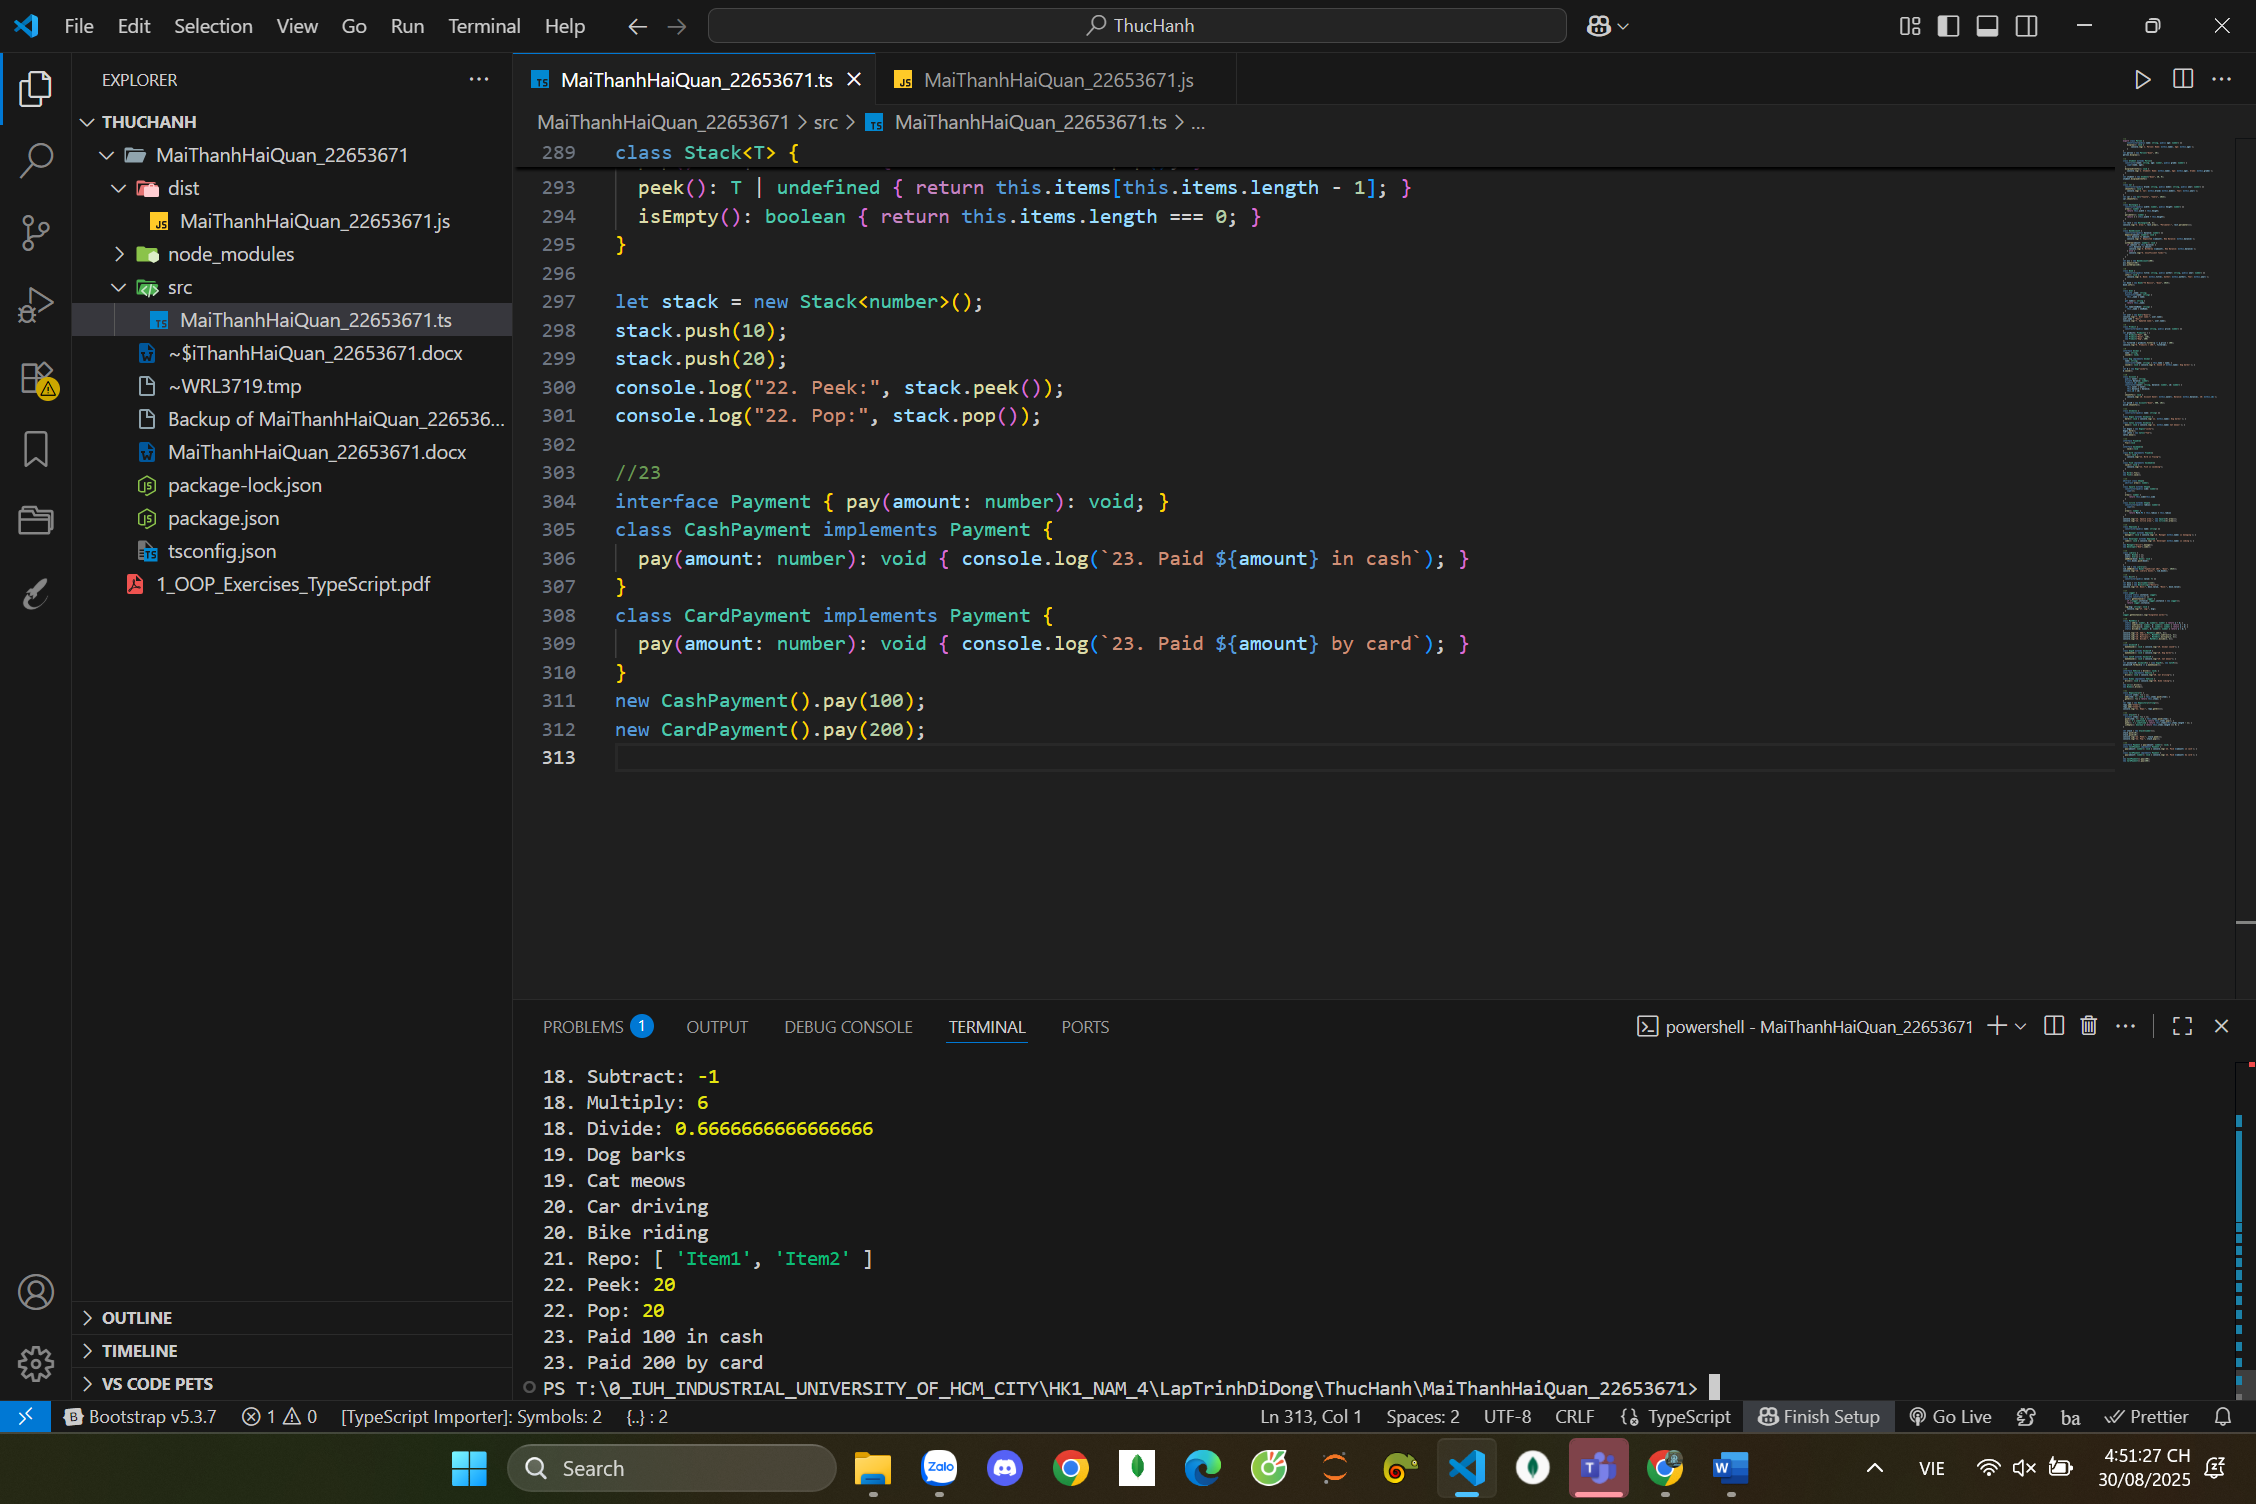 File Edit Selection View Go Run Terminal Help
ThucHanh
EXPLORER
THUCHANH
MaiThanhHaiQuan_22653671
dist
MaiThanhHaiQuan_22653671.js
node_modules
src
MaiThanhHaiQuan_22653671.ts
~$iThanhHaiQuan_22653671.docx
~WRL3719.tmp
Backup of MaiThanhHaiQuan_226536...
MaiThanhHaiQuan_22653671.docx
package-lock.json
package.json
tsconfig.json
1_OOP_Exercises_TypeScript.pdf
OUTLINE
TIMELINE
VS CODE PETS
MaiThanhHaiQuan_22653671.ts
MaiThanhHaiQuan_22653671.js
MaiThanhHaiQuan_22653671 > src > MaiThanhHaiQuan_22653671.ts > ...
289 class Stack<T> {
293 peek(): T | undefined { return this.items[this.items.length - 1]; }
294 isEmpty(): boolean { return this.items.length === 0; }
295 }
296
297 let stack = new Stack<number>();
298 stack.push(10);
299 stack.push(20);
300 console.log("22. Peek:", stack.peek());
301 console.log("22. Pop:", stack.pop());
302
303 //23
304 interface Payment { pay(amount: number): void; }
305 class CashPayment implements Payment {
306 pay(amount: number): void { console.log(`23. Paid ${amount} in cash`); }
307 }
308 class CardPayment implements Payment {
309 pay(amount: number): void { console.log(`23. Paid ${amount} by card`); }
310 }
311 new CashPayment().pay(100);
312 new CardPayment().pay(200);
313
PROBLEMS 1 OUTPUT DEBUG CONSOLE TERMINAL PORTS
powershell - MaiThanhHaiQuan_22653671
18. Subtract: -1
18. Multiply: 6
18. Divide: 0.6666666666666666
19. Dog barks
19. Cat meows
20. Car driving
20. Bike riding
21. Repo: [ 'Item1', 'Item2' ]
22. Peek: 20
22. Pop: 20
23. Paid 100 in cash
23. Paid 200 by card
PS T:\0_IUH_INDUSTRIAL_UNIVERSITY_OF_HCM_CITY\HK1_NAM_4\LapTrinhDiDong\ThucHanh\MaiThanhHaiQuan_22653671>
Bootstrap v5.3.7 1 0 [TypeScript Importer]: Symbols: 2 {..} : 2
Ln 313, Col 1 Spaces: 2 UTF-8 CRLF TypeScript Finish Setup Go Live ba Prettier
Search
Zalo
VIE
4:51:27 CH
30/08/2025